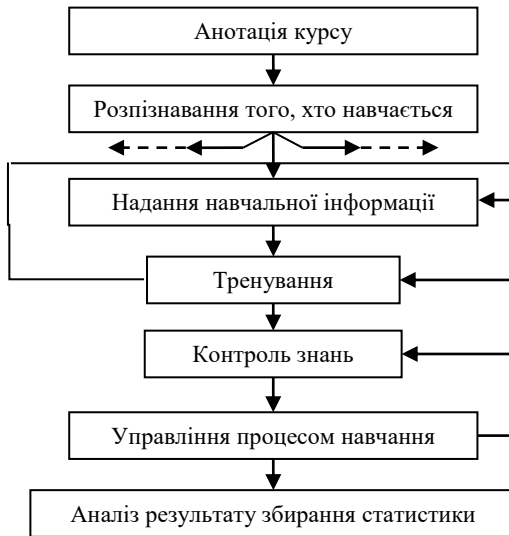 Анотація курсу
Розпізнавання того, хто навчається
Надання навчальної інформації
Тренування
Контроль знань
Управління процесом навчання
Аналіз результату збирання статистики